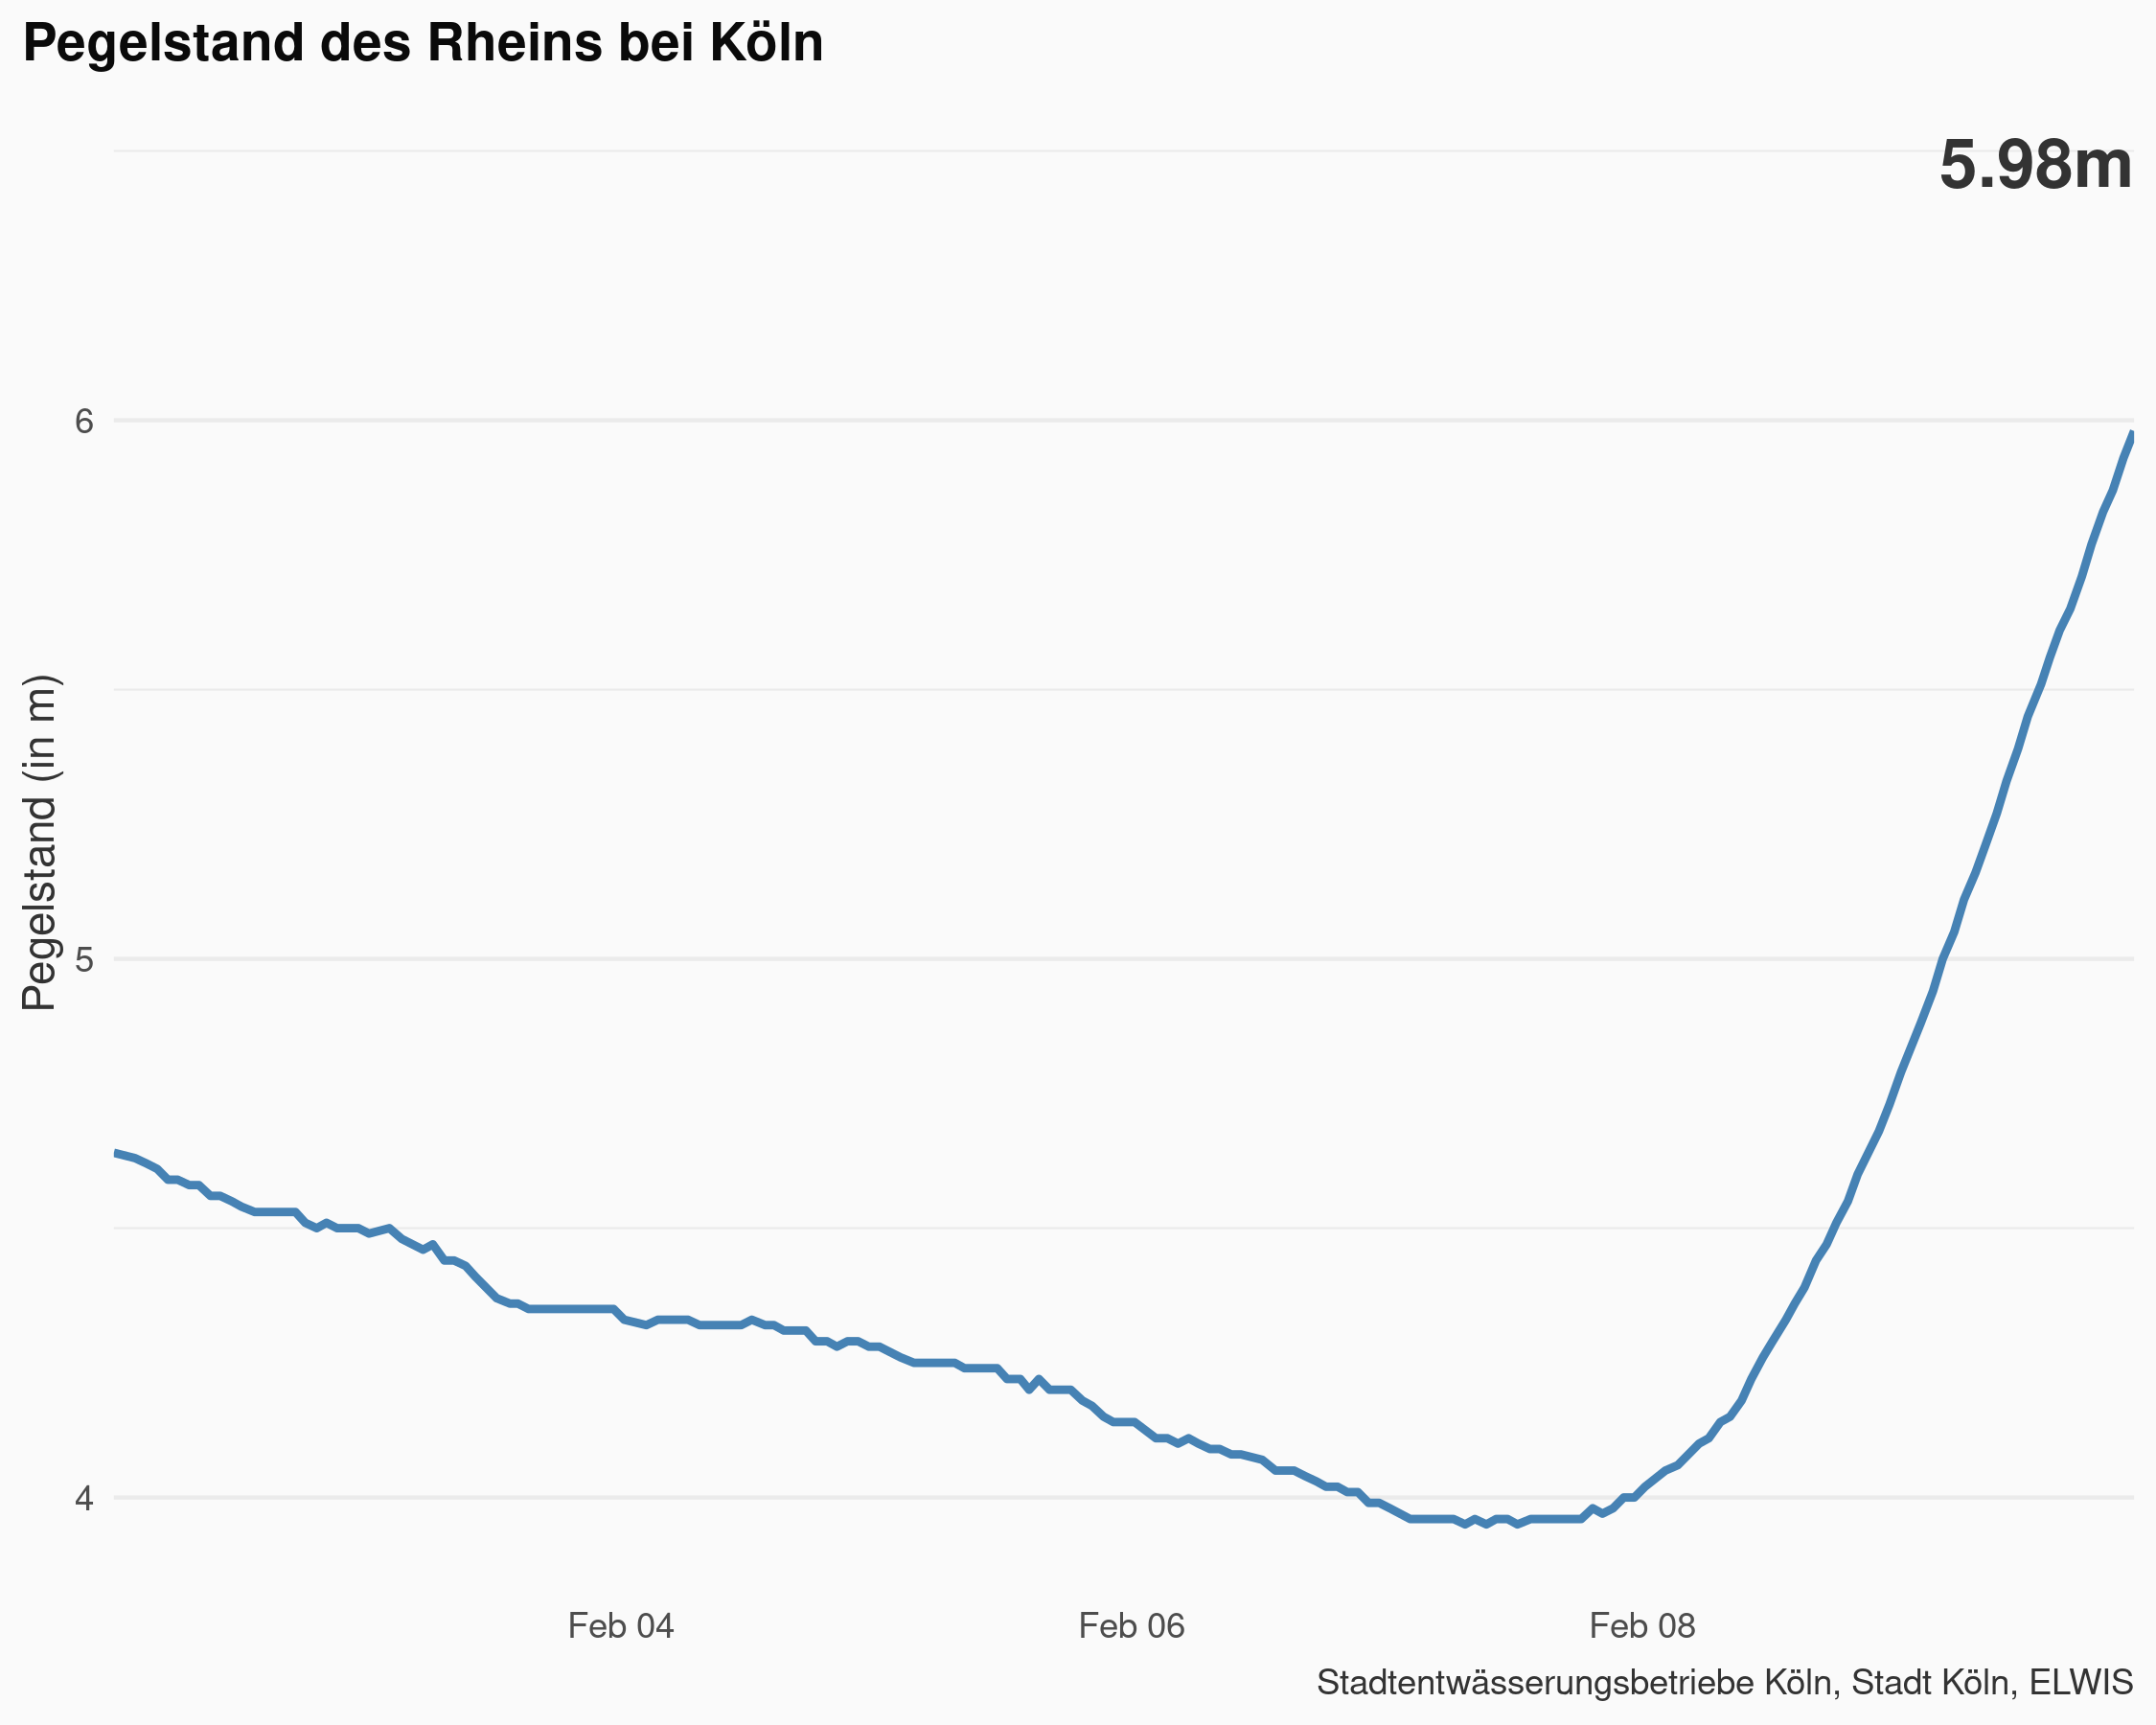 Pegelstand des Rheins bei Köln
5.98m
Pegelstand (in m)
6
5
4
Feb 04
Feb 06
Feb 08
Stadtentwässerungsbetriebe Köln, Stadt Köln, ELWIS